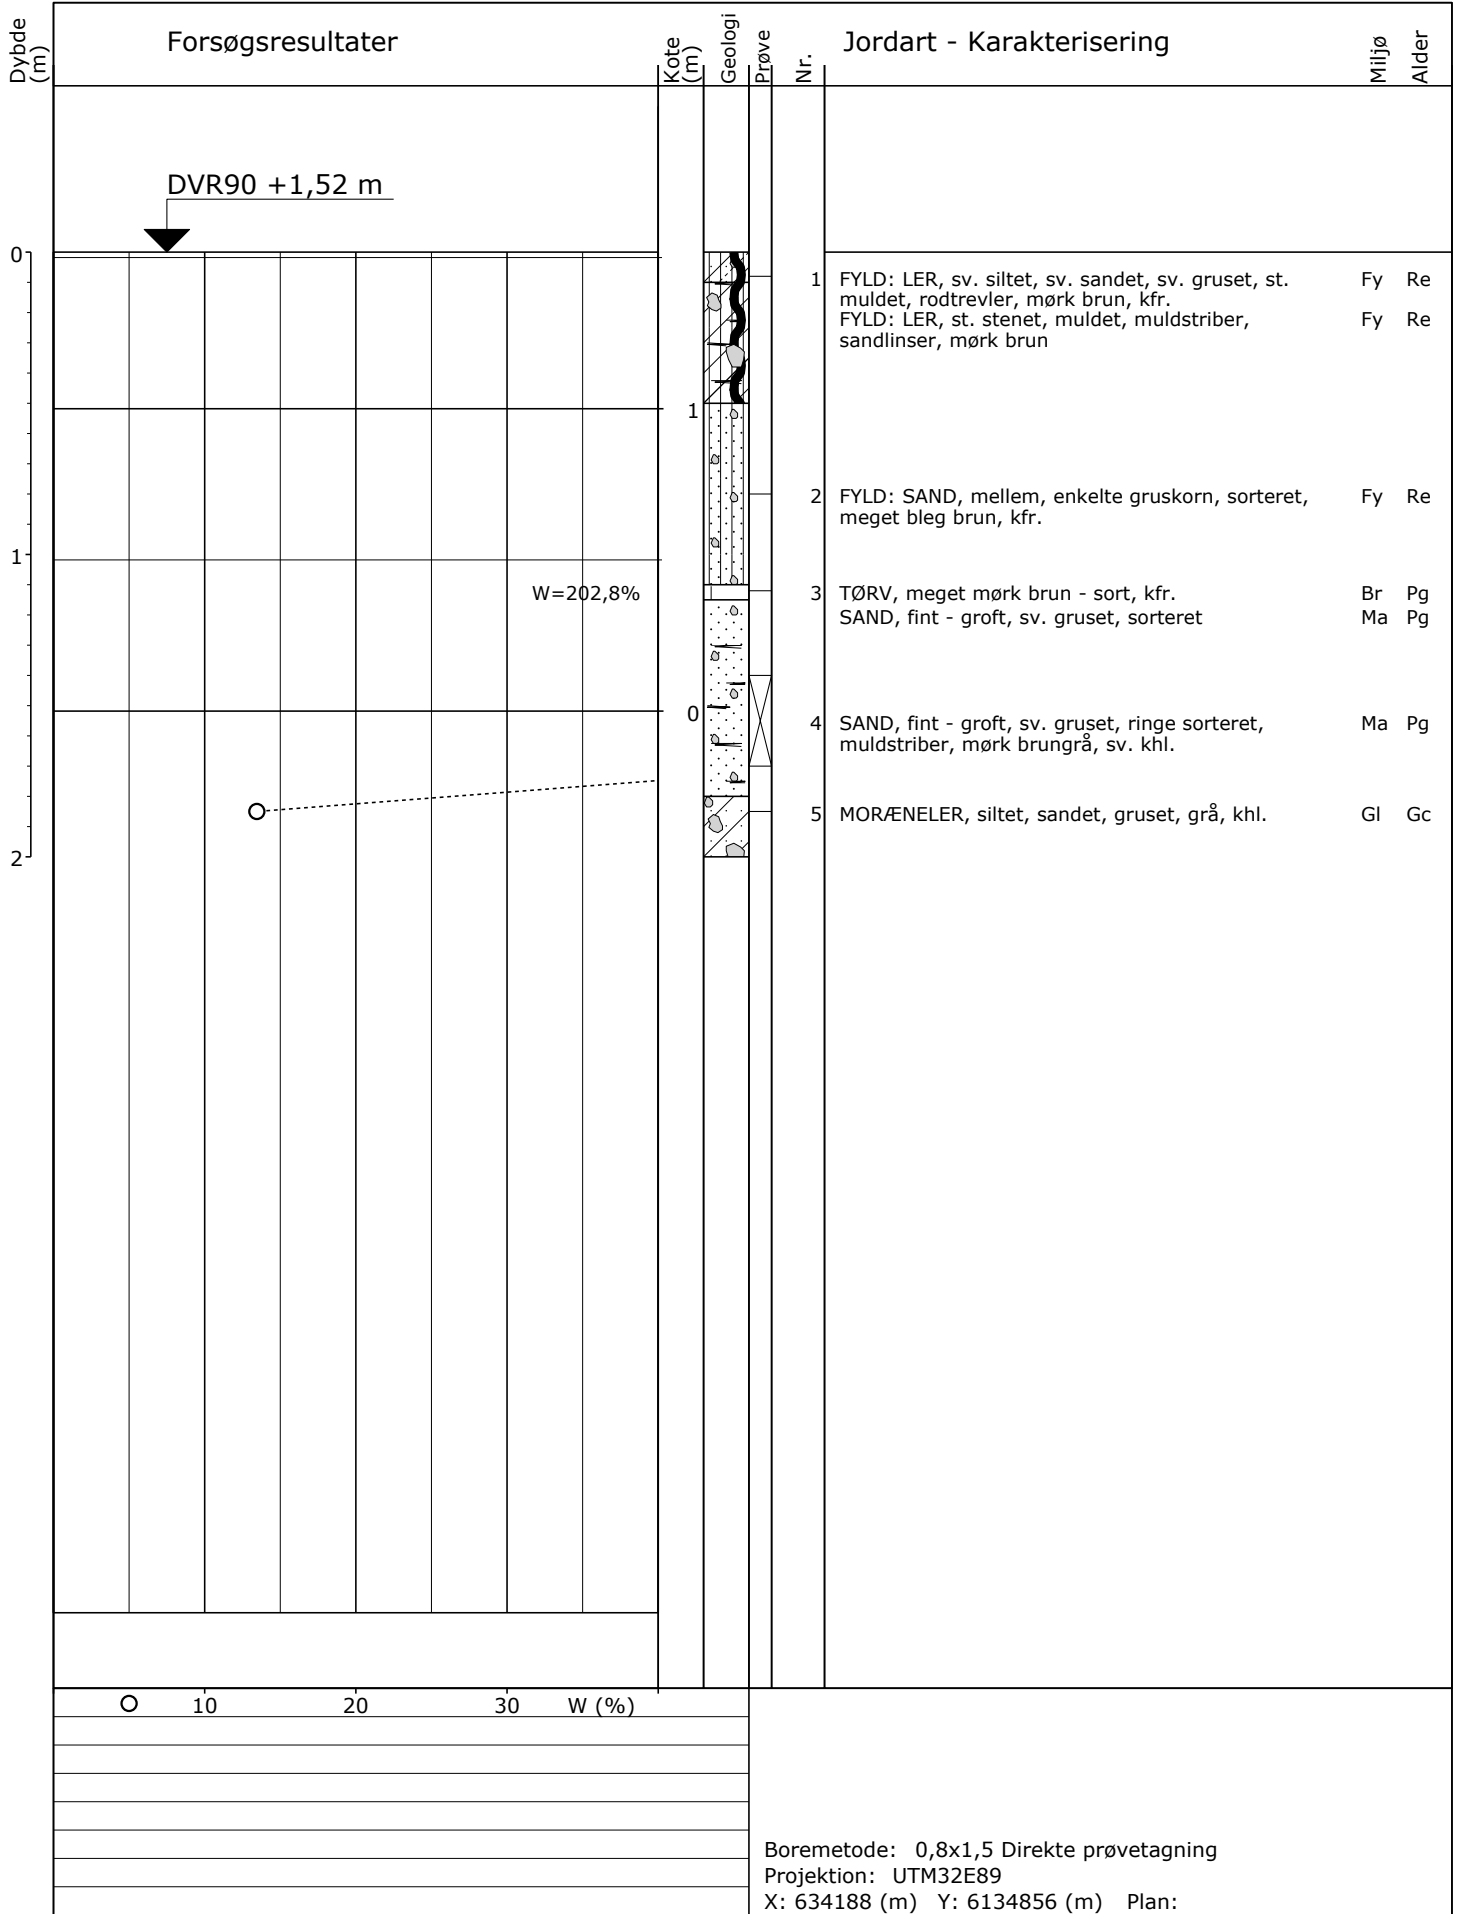 Dybde
(m)
Forsøgsresultater
Kote
(m)
Geologi
Prøve
Nr.
Jordart - Karakterisering
Miljø
Alder
DVR90 +1,52 m
0
1 FYLD: LER, sv. siltet, sv. sandet, sv. gruset, st. Fy Re
muldet, rodtrevler, mørk brun, kfr.
FYLD: LER, st. stenet, muldet, muldstriber, Fy Re
sandlinser, mørk brun
1
2 FYLD: SAND, mellem, enkelte gruskorn, sorteret, Fy Re
meget bleg brun, kfr.
1
W=202,8%
3 TØRV, meget mørk brun - sort, kfr. Br Pg
SAND, fint - groft, sv. gruset, sorteret Ma Pg
0
4 SAND, fint - groft, sv. gruset, ringe sorteret, Ma Pg
muldstriber, mørk brungrå, sv. khl.
5 MORÆNELER, siltet, sandet, gruset, grå, khl. Gl Gc
2
10 20 30 W (%)
Boremetode: 0,8x1,5 Direkte prøvetagning
Projektion: UTM32E89
X: 634188 (m) Y: 6134856 (m) Plan: